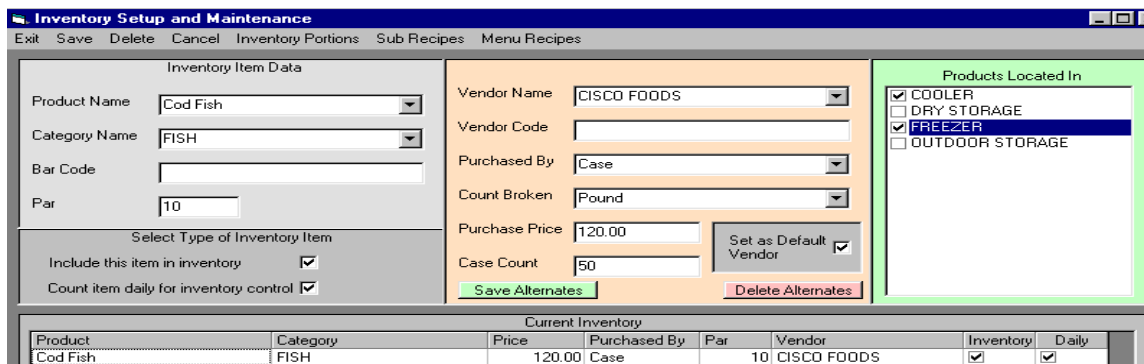 Inventory Setup and Maintenance
Exit Save Delete Cancel Inventory Portions Sub Recipes Menu Recipes
Inventory Item Data
Product Name Cod Fish
Category Name FISH
Bar Code
Par 10
Select Type of Inventory Item
Include this item in inventory
Count item daily for inventory control
Vendor Name CISCO FOODS
Vendor Code
Purchased By Case
Count Broken Pound
Purchase Price 120.00
Set as Default
Vendor
Case Count 50
Save Alternates Delete Alternates
Products Located In
COOLER
DRY STORAGE
FREEZER
OUTDOOR STORAGE
Current Inventory
Product Category Price Purchased By Par Vendor Inventory Daily
Cod Fish FISH 120.00 Case 10 CISCO FOODS